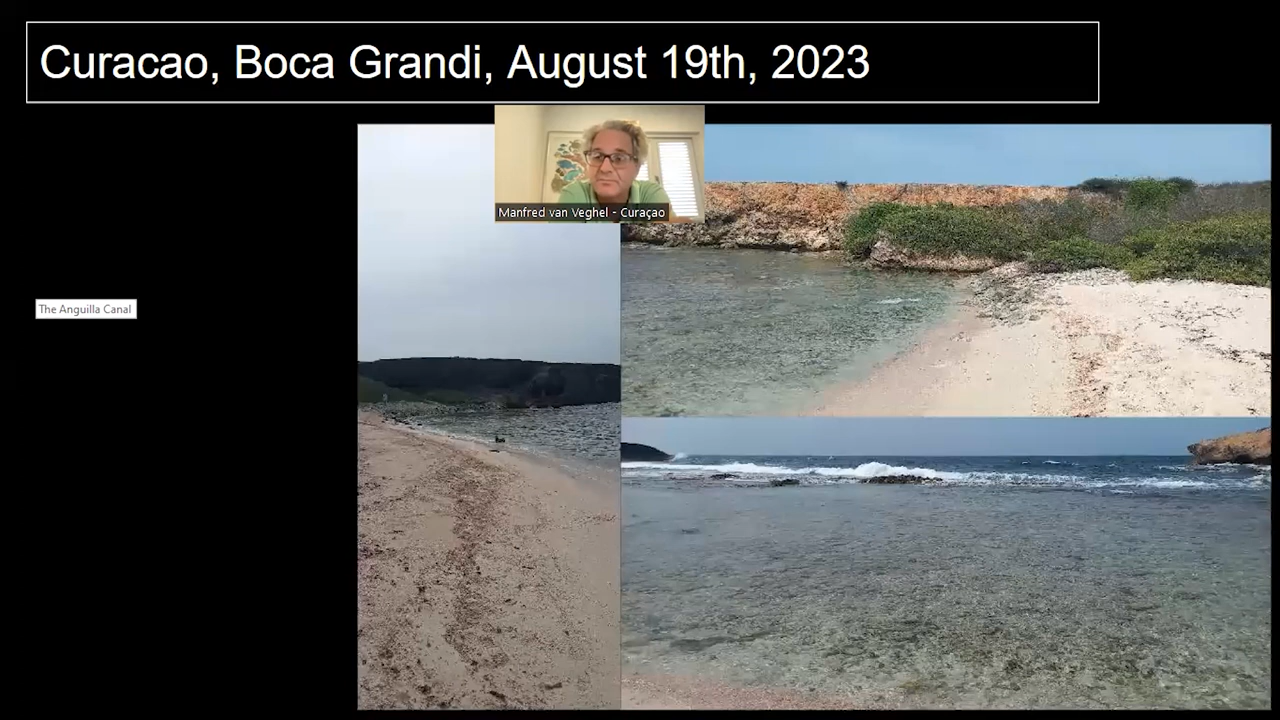 Curacao, Boca Grandi, August 19th, 2023
Manfred van Veghel - Curaçao
The Anguilla Canal